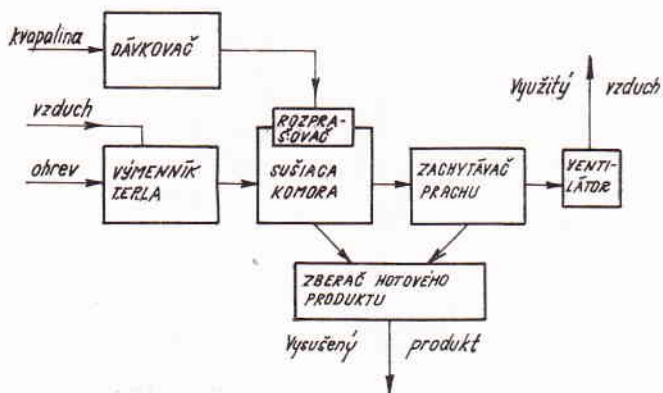 kvapalina
DÁVKOVAČ
Využitý vzduch
vzduch
ROZPRA-
ŠOVAČ
ohrev
VÝMENNÍK
TEPLA
SUŠIACA
KOMORA
ZACHYTÁVAČ
PRACHU
VENTI-
LÁTOR
ZBERAČ HOTOVÉHO
PRODUKTU
Vysušený produkt